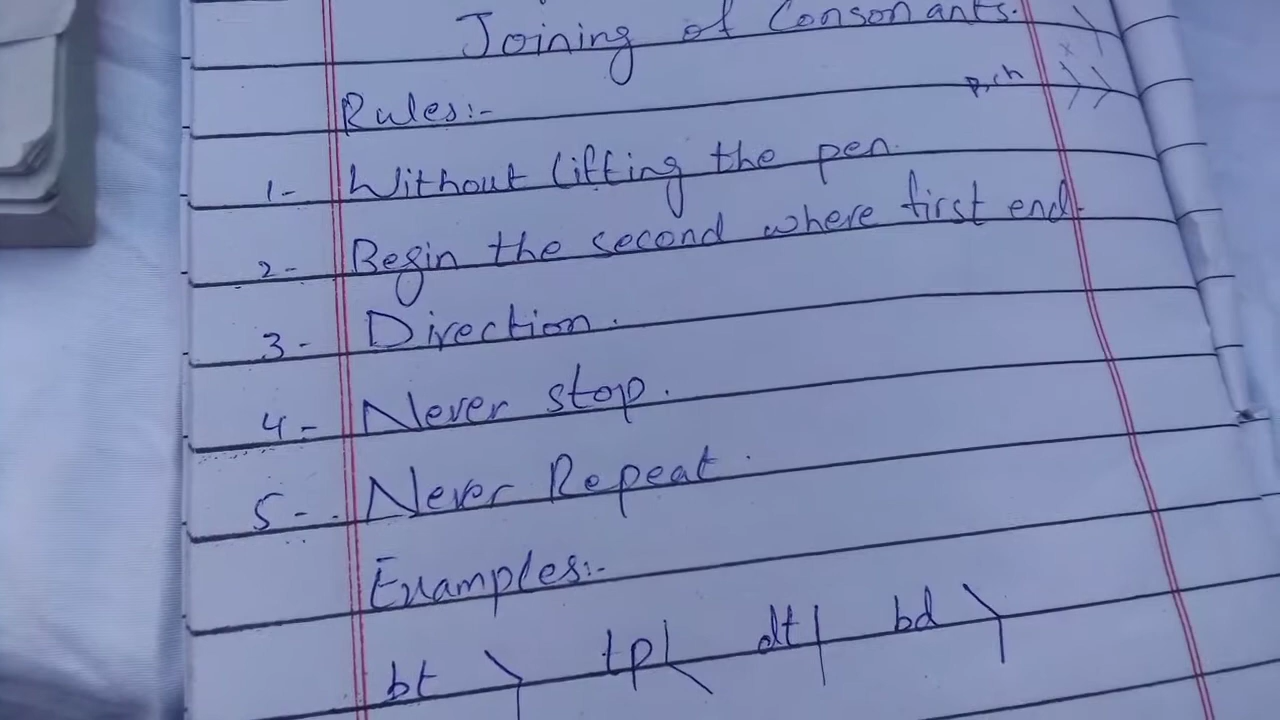 Joining of Consonants.
p,ch
Rules:-
1- Without lifting the pen.
2- Begin the second where first end.
3- Direction.
4- Never stop.
5- Never Repeat.
Examples:-
bt tp dt bd